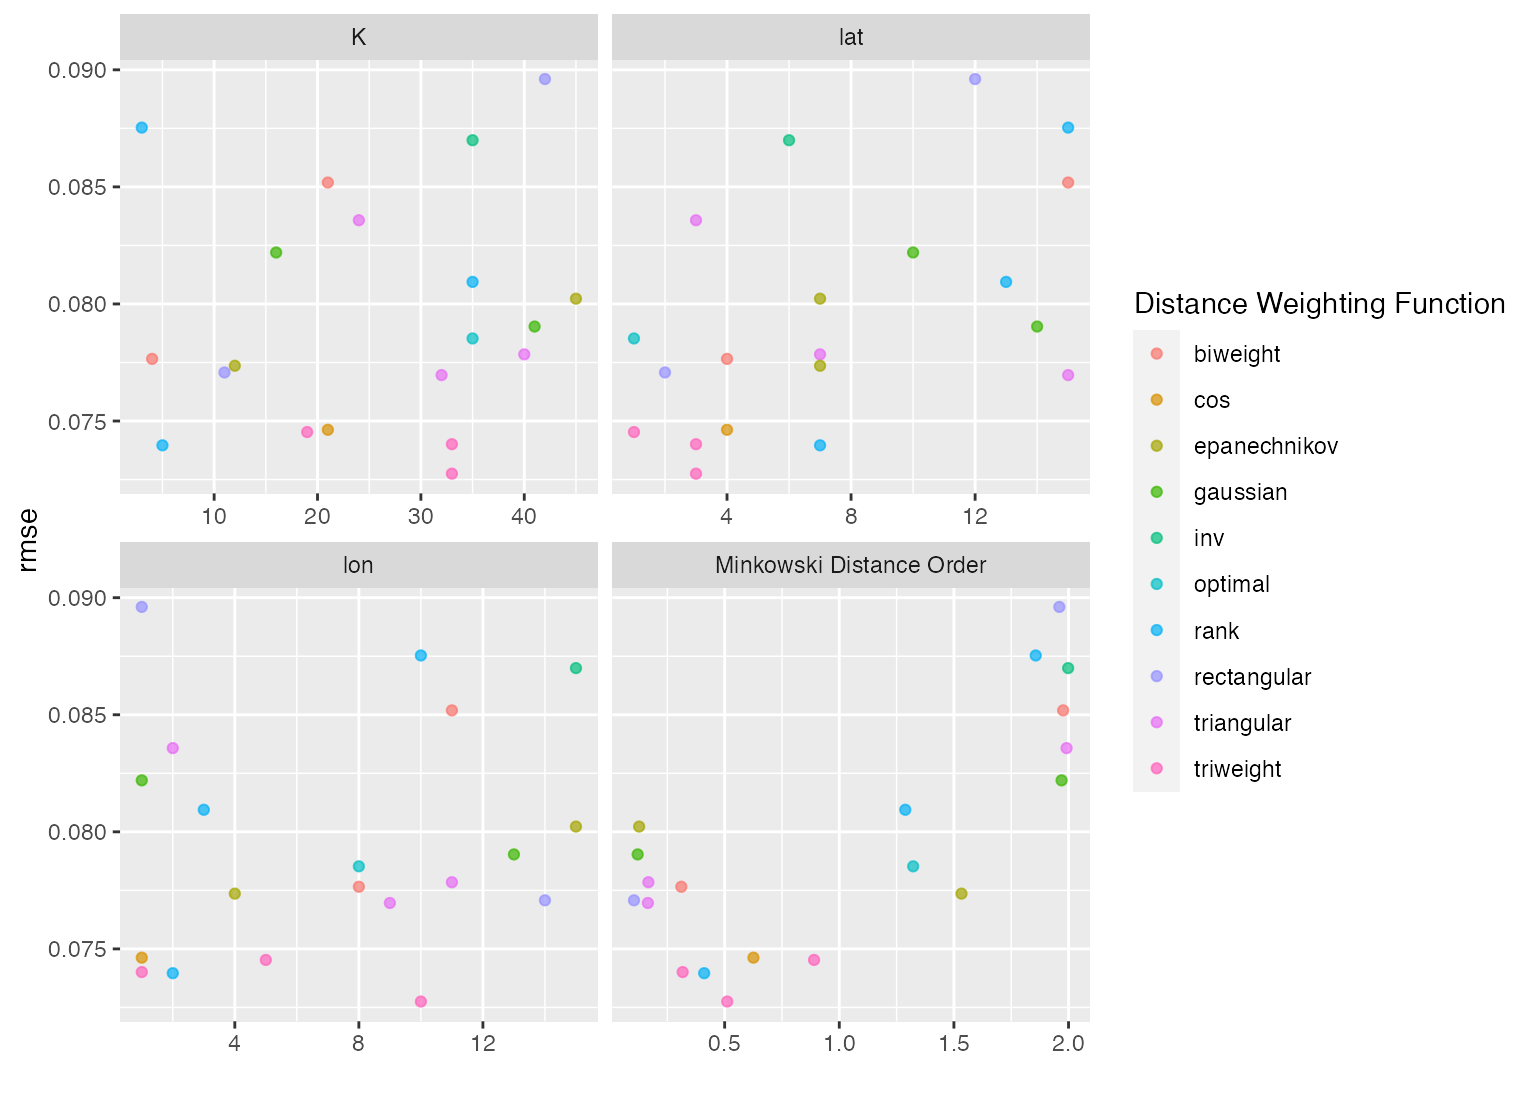 K
lat
0.090
0.085
0.080
0.075
10 20 30 40
4 8 12
rmse
lon
Minkowski Distance Order
0.090
0.085
0.080
0.075
4 8 12
0.5 1.0 1.5 2.0
Distance Weighting Function
biweight
cos
epanechnikov
gaussian
inv
optimal
rank
rectangular
triangular
triweight